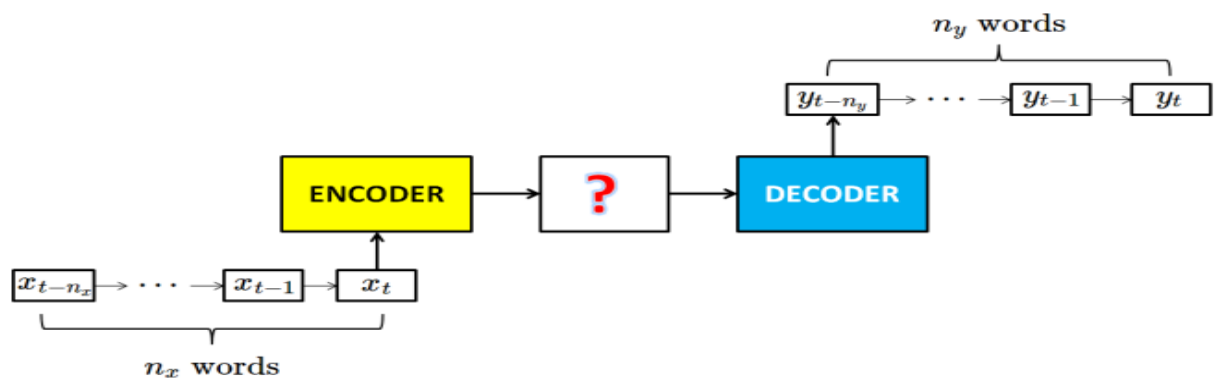 n_y words
y_{t-n_y} → ··· → y_{t-1} → y_t
ENCODER → ? → DECODER
x_{t-n_x} → ··· → x_{t-1} → x_t
n_x words